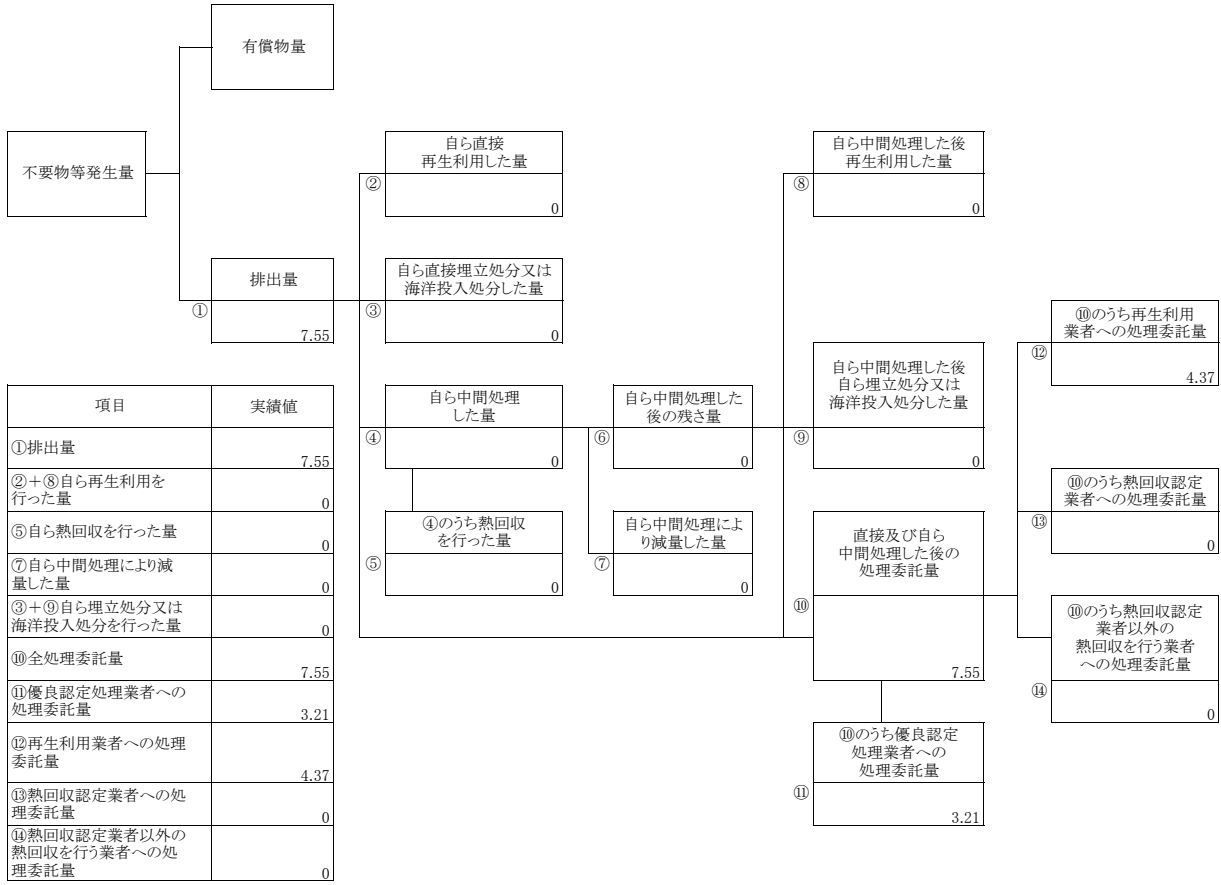 有償物量
不要物等発生量
自ら直接
再生利用した量
②
0
自ら中間処理した後
再生利用した量
⑧
0
排出量
①
7.55
自ら直接埋立処分又は
海洋投入処分した量
③
0
⑩のうち再生利用
業者への処理委託量
⑫
4.37
自ら中間処理
した量
④
0
自ら中間処理した
後の残さ量
⑥
0
自ら中間処理した後
自ら埋立処分又は
海洋投入処分した量
⑨
0
⑩のうち熱回収認定
業者への処理委託量
⑬
0
④のうち熱回収
を行った量
⑤
0
自ら中間処理によ
り減量した量
⑦
0
直接及び自ら
中間処理した後の
処理委託量
⑩
7.55
⑩のうち熱回収認定
業者以外の
熱回収を行う業者
への処理委託量
⑭
0
⑩のうち優良認定
処理業者への
処理委託量
⑪
3.21
項目 実績値
①排出量
7.55
②＋⑧自ら再生利用を
行った量
0
⑤自ら熱回収を行った量
0
⑦自ら中間処理により減
量した量
0
③＋⑨自ら埋立処分又は
海洋投入処分を行った量
0
⑩全処理委託量
7.55
⑪優良認定処理業者への
処理委託量
3.21
⑫再生利用業者への処理
委託量
4.37
⑬熱回収認定業者への処
理委託量
0
⑭熱回収認定業者以外の
熱回収を行う業者への処
理委託量
0